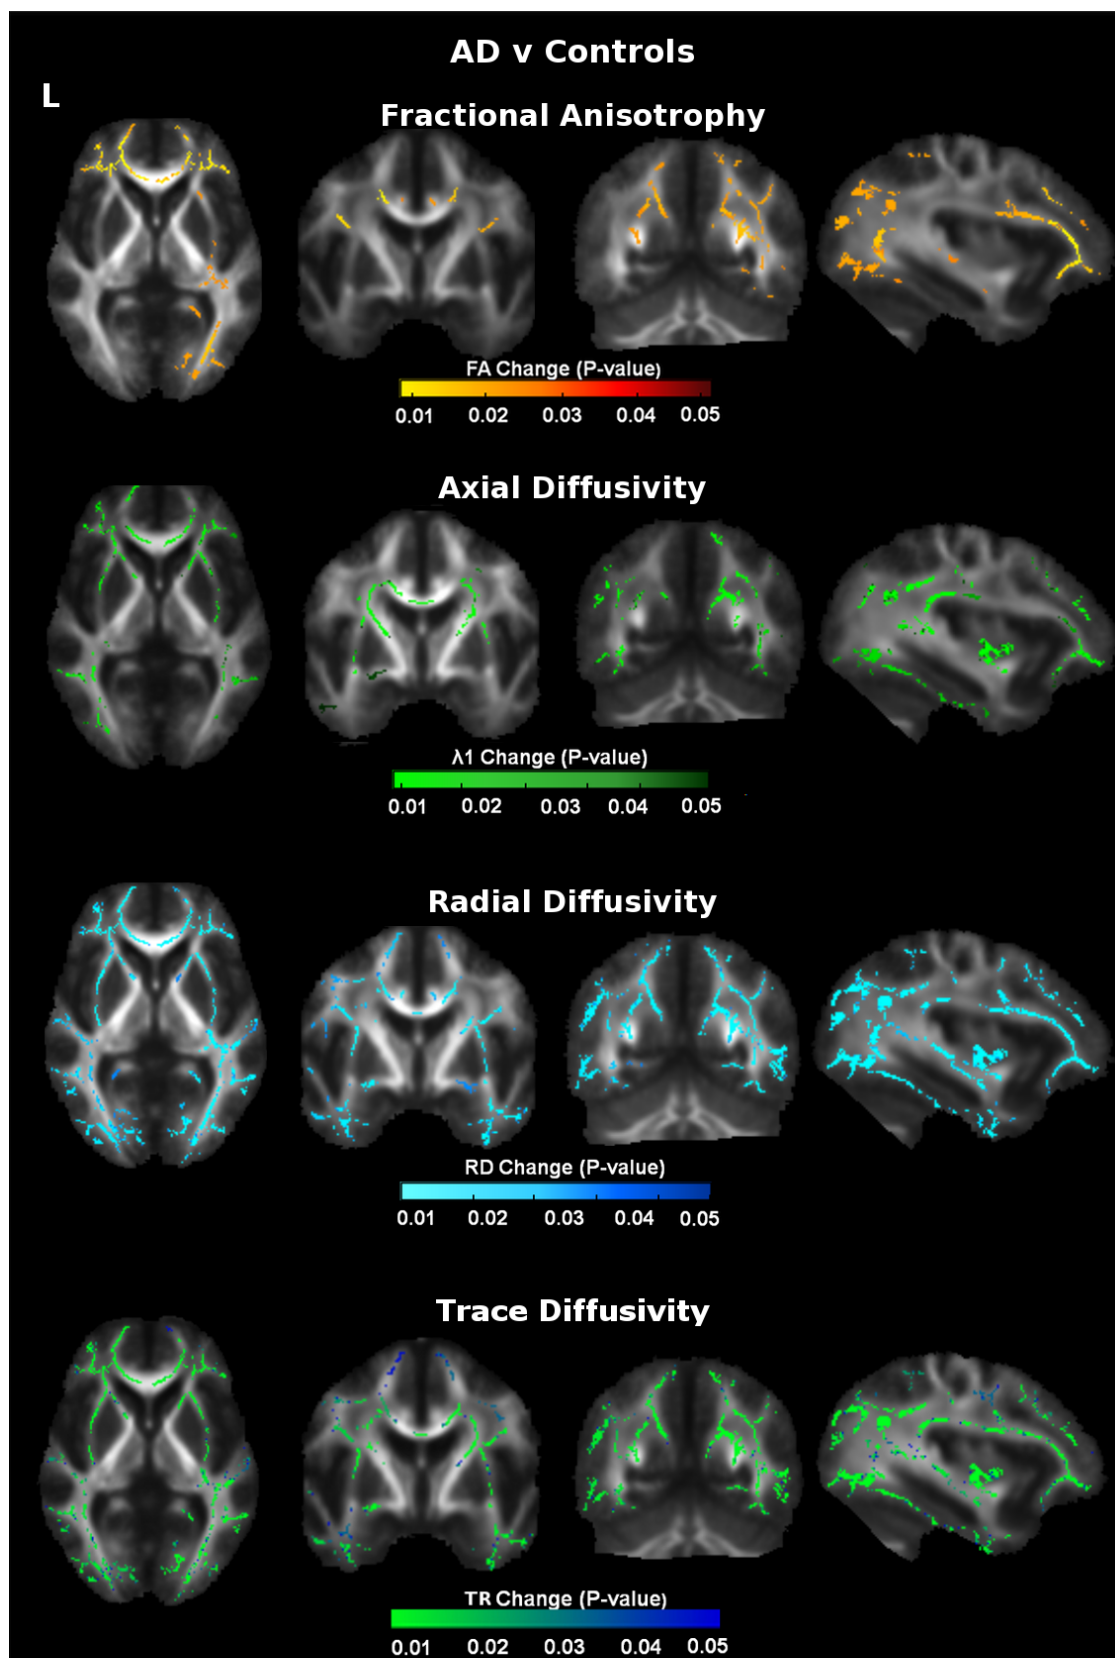 AD v Controls
L
Fractional Anisotropy
FA Change (P-value)
0.01 0.02 0.03 0.04 0.05
Axial Diffusivity
λ1 Change (P-value)
0.01 0.02 0.03 0.04 0.05
Radial Diffusivity
RD Change (P-value)
0.01 0.02 0.03 0.04 0.05
Trace Diffusivity
TR Change (P-value)
0.01 0.02 0.03 0.04 0.05